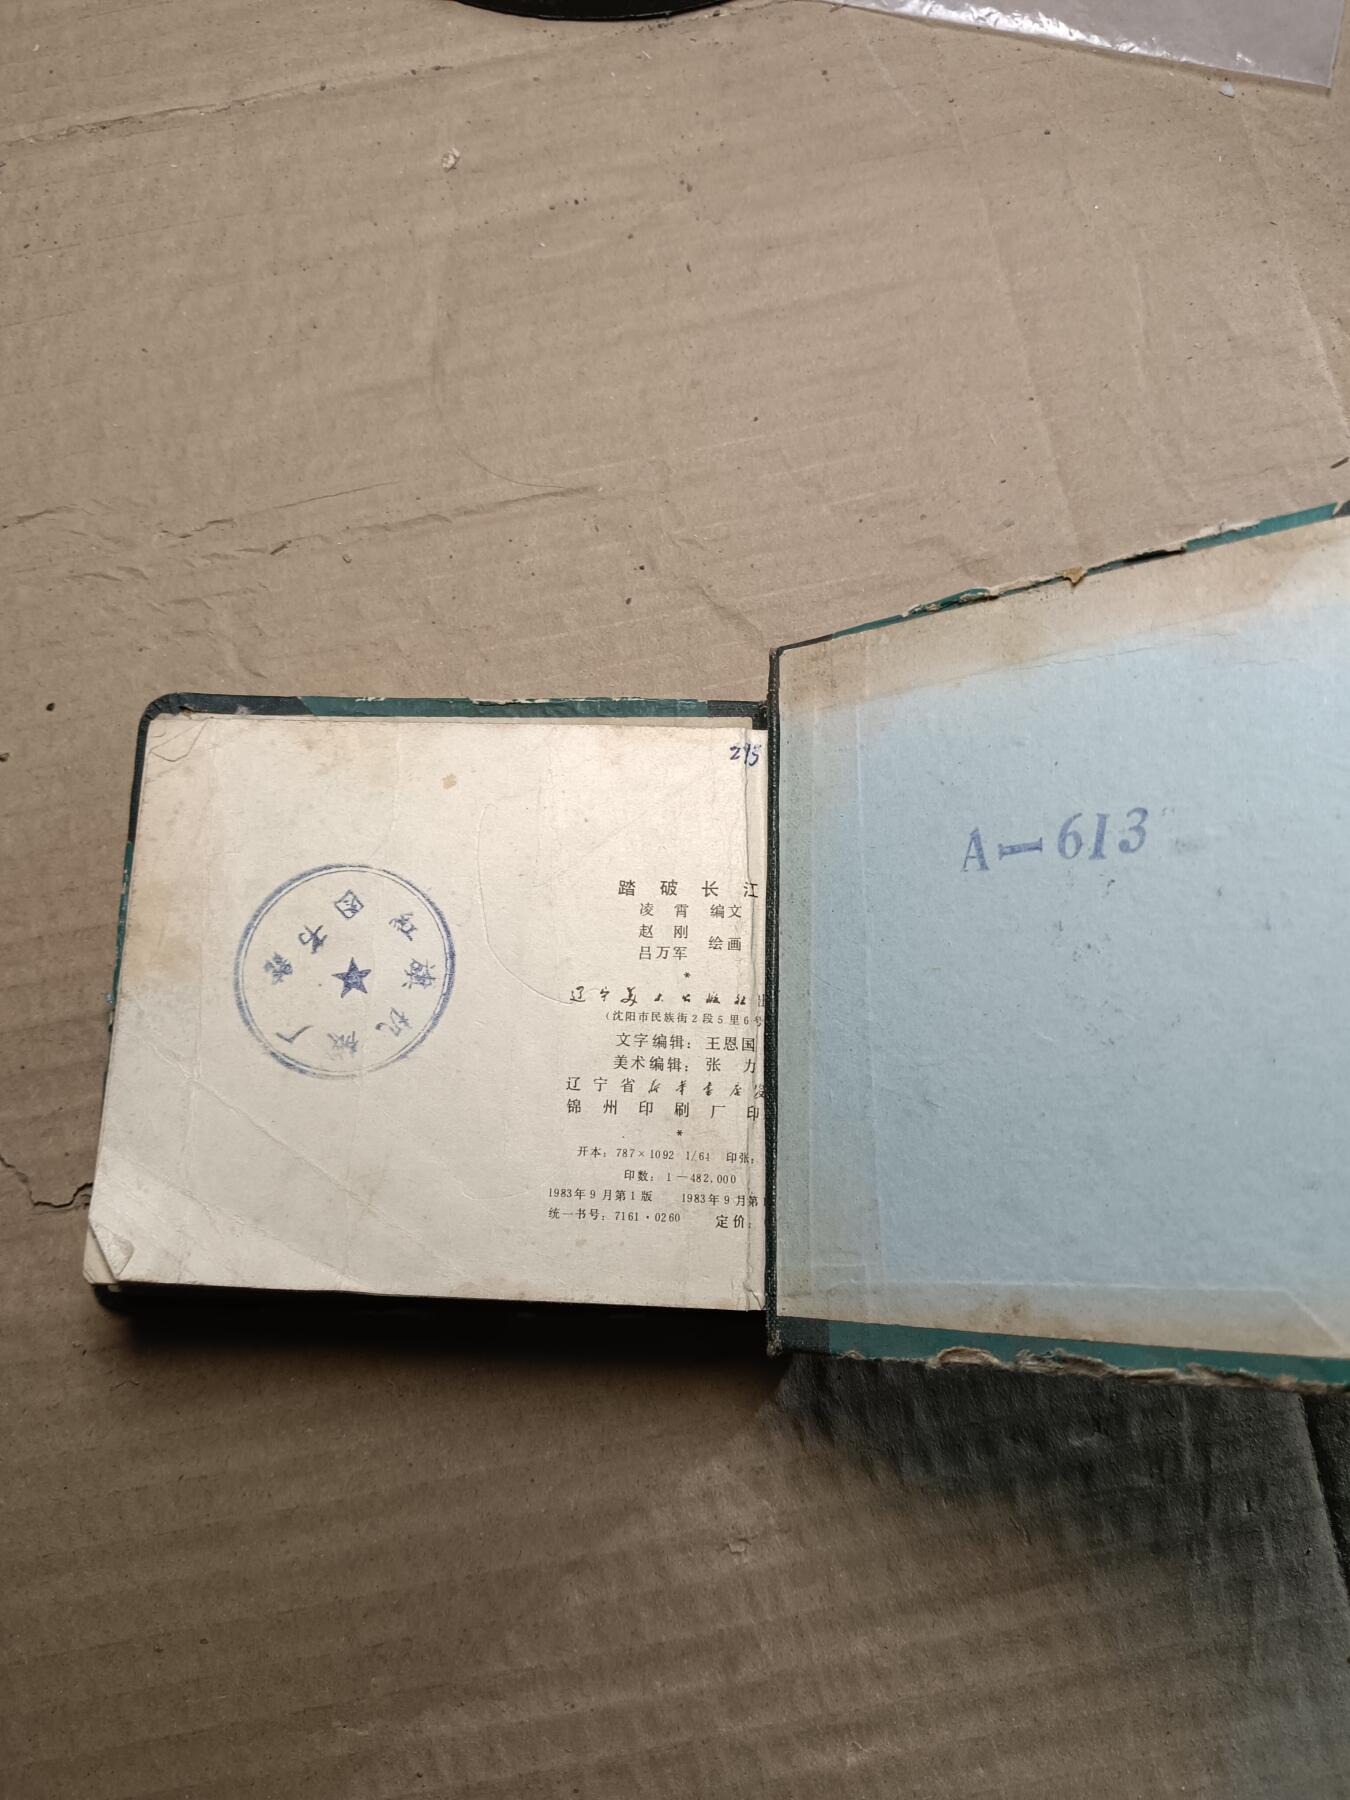 295
踏破长江
凌霄 编文
赵刚
吕万军 绘画
*
辽宁美术出版社出
(沈阳市民族街2段5里6号
文字编辑：王恩国
美术编辑：张 力
辽宁省新华书店发
锦州印刷厂印
*
开本：787×1092 1/64 印张：
印数：1—482,000
1983年9月第1版 1983年9月第1
统一书号：7161·0260 定价：
A-613